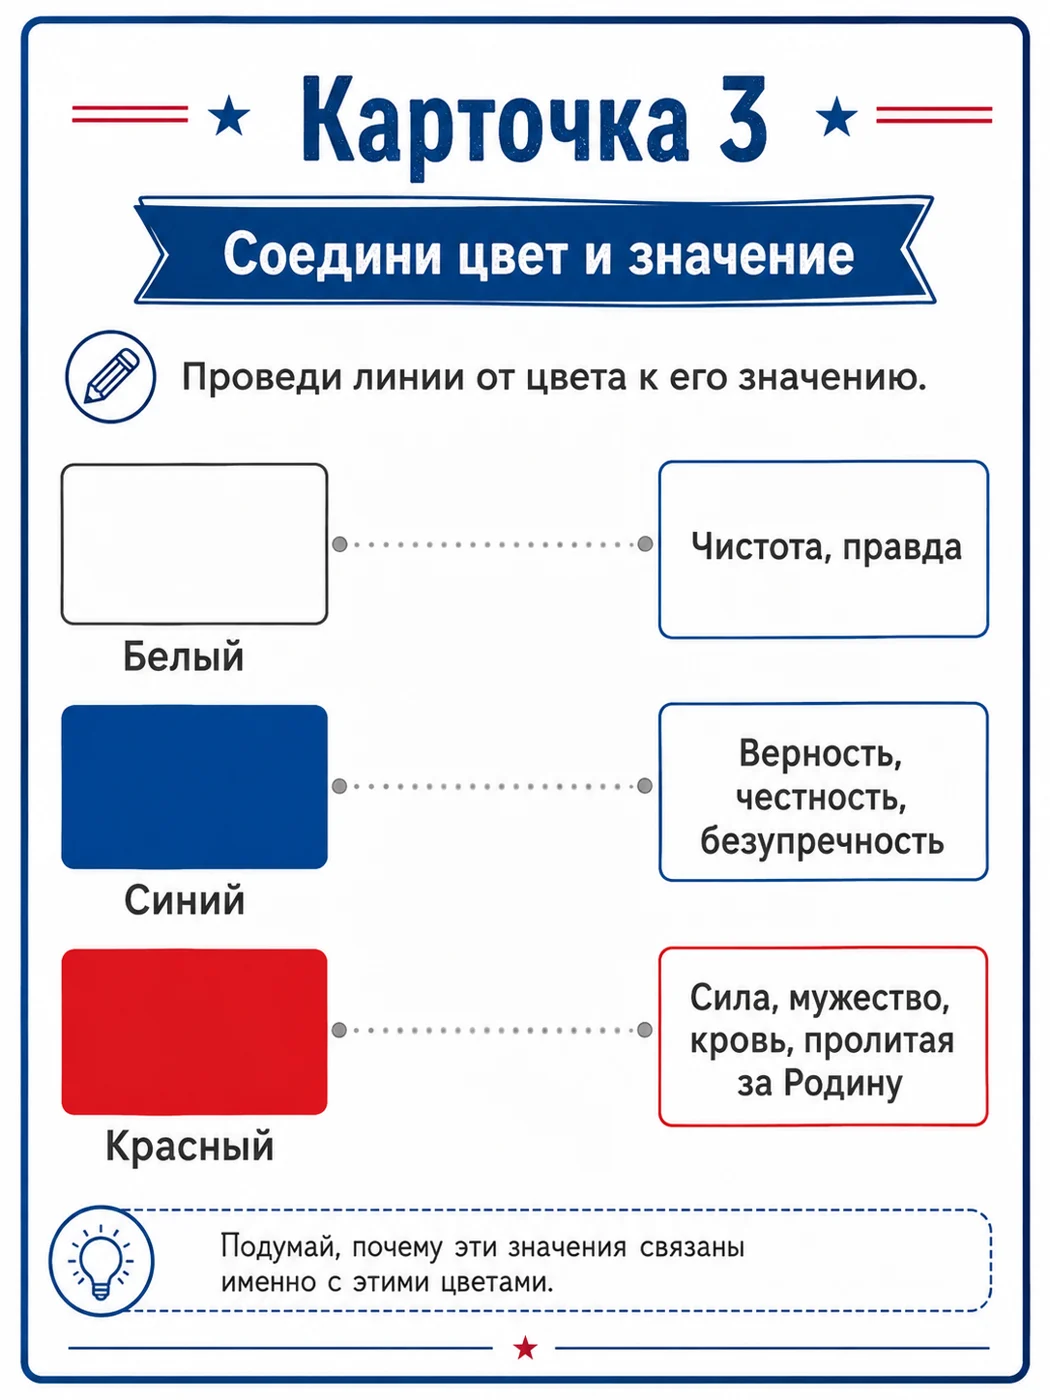 Карточка 3
Соедини цвет и значение
Проведи линии от цвета к его значению.
Белый
Чистота, правда
Синий
Верность,
честность,
безупречность
Красный
Сила, мужество,
кровь, пролитая
за Родину
Подумай, почему эти значения связаны
именно с этими цветами.